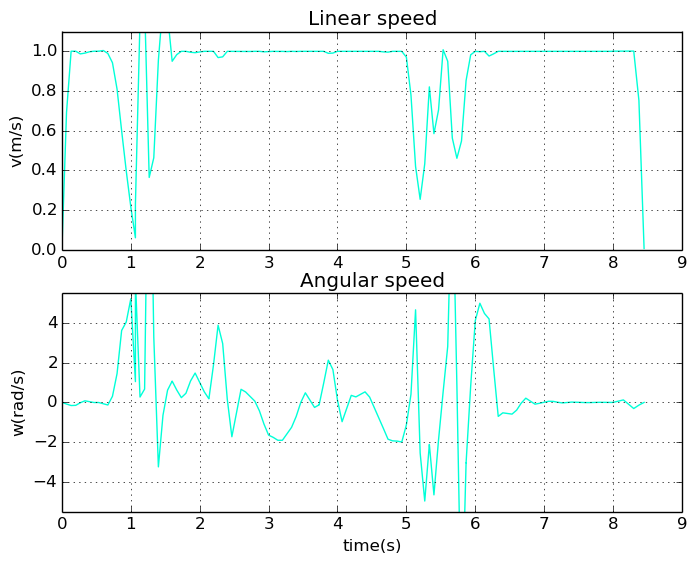 Linear speed
1.0
0.8
0.6
0.4
0.2
0.0
v(m/s)
0 1 2 3 4 5 6 7 8 9
Angular speed
4
2
0
−2
−4
w(rad/s)
0 1 2 3 4 5 6 7 8 9
time(s)